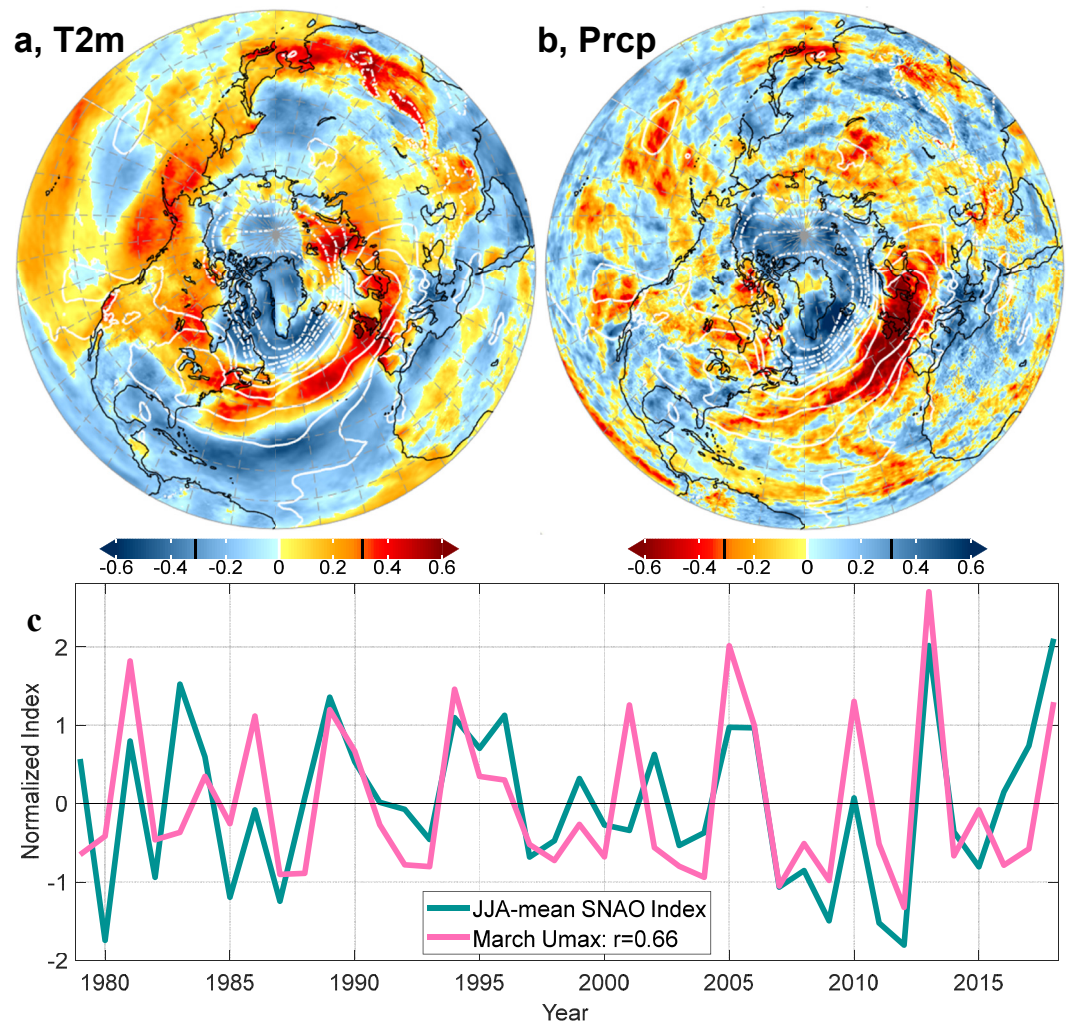 a, T2m
b, Prcp
-0.6 -0.4 -0.2 0 0.2 0.4 0.6
-0.6 -0.4 -0.2 0 0.2 0.4 0.6
c
2
1
0
-1
-2
Normalized Index
JJA-mean SNAO Index
March Umax: r=0.66
1980 1985 1990 1995 2000 2005 2010 2015
Year